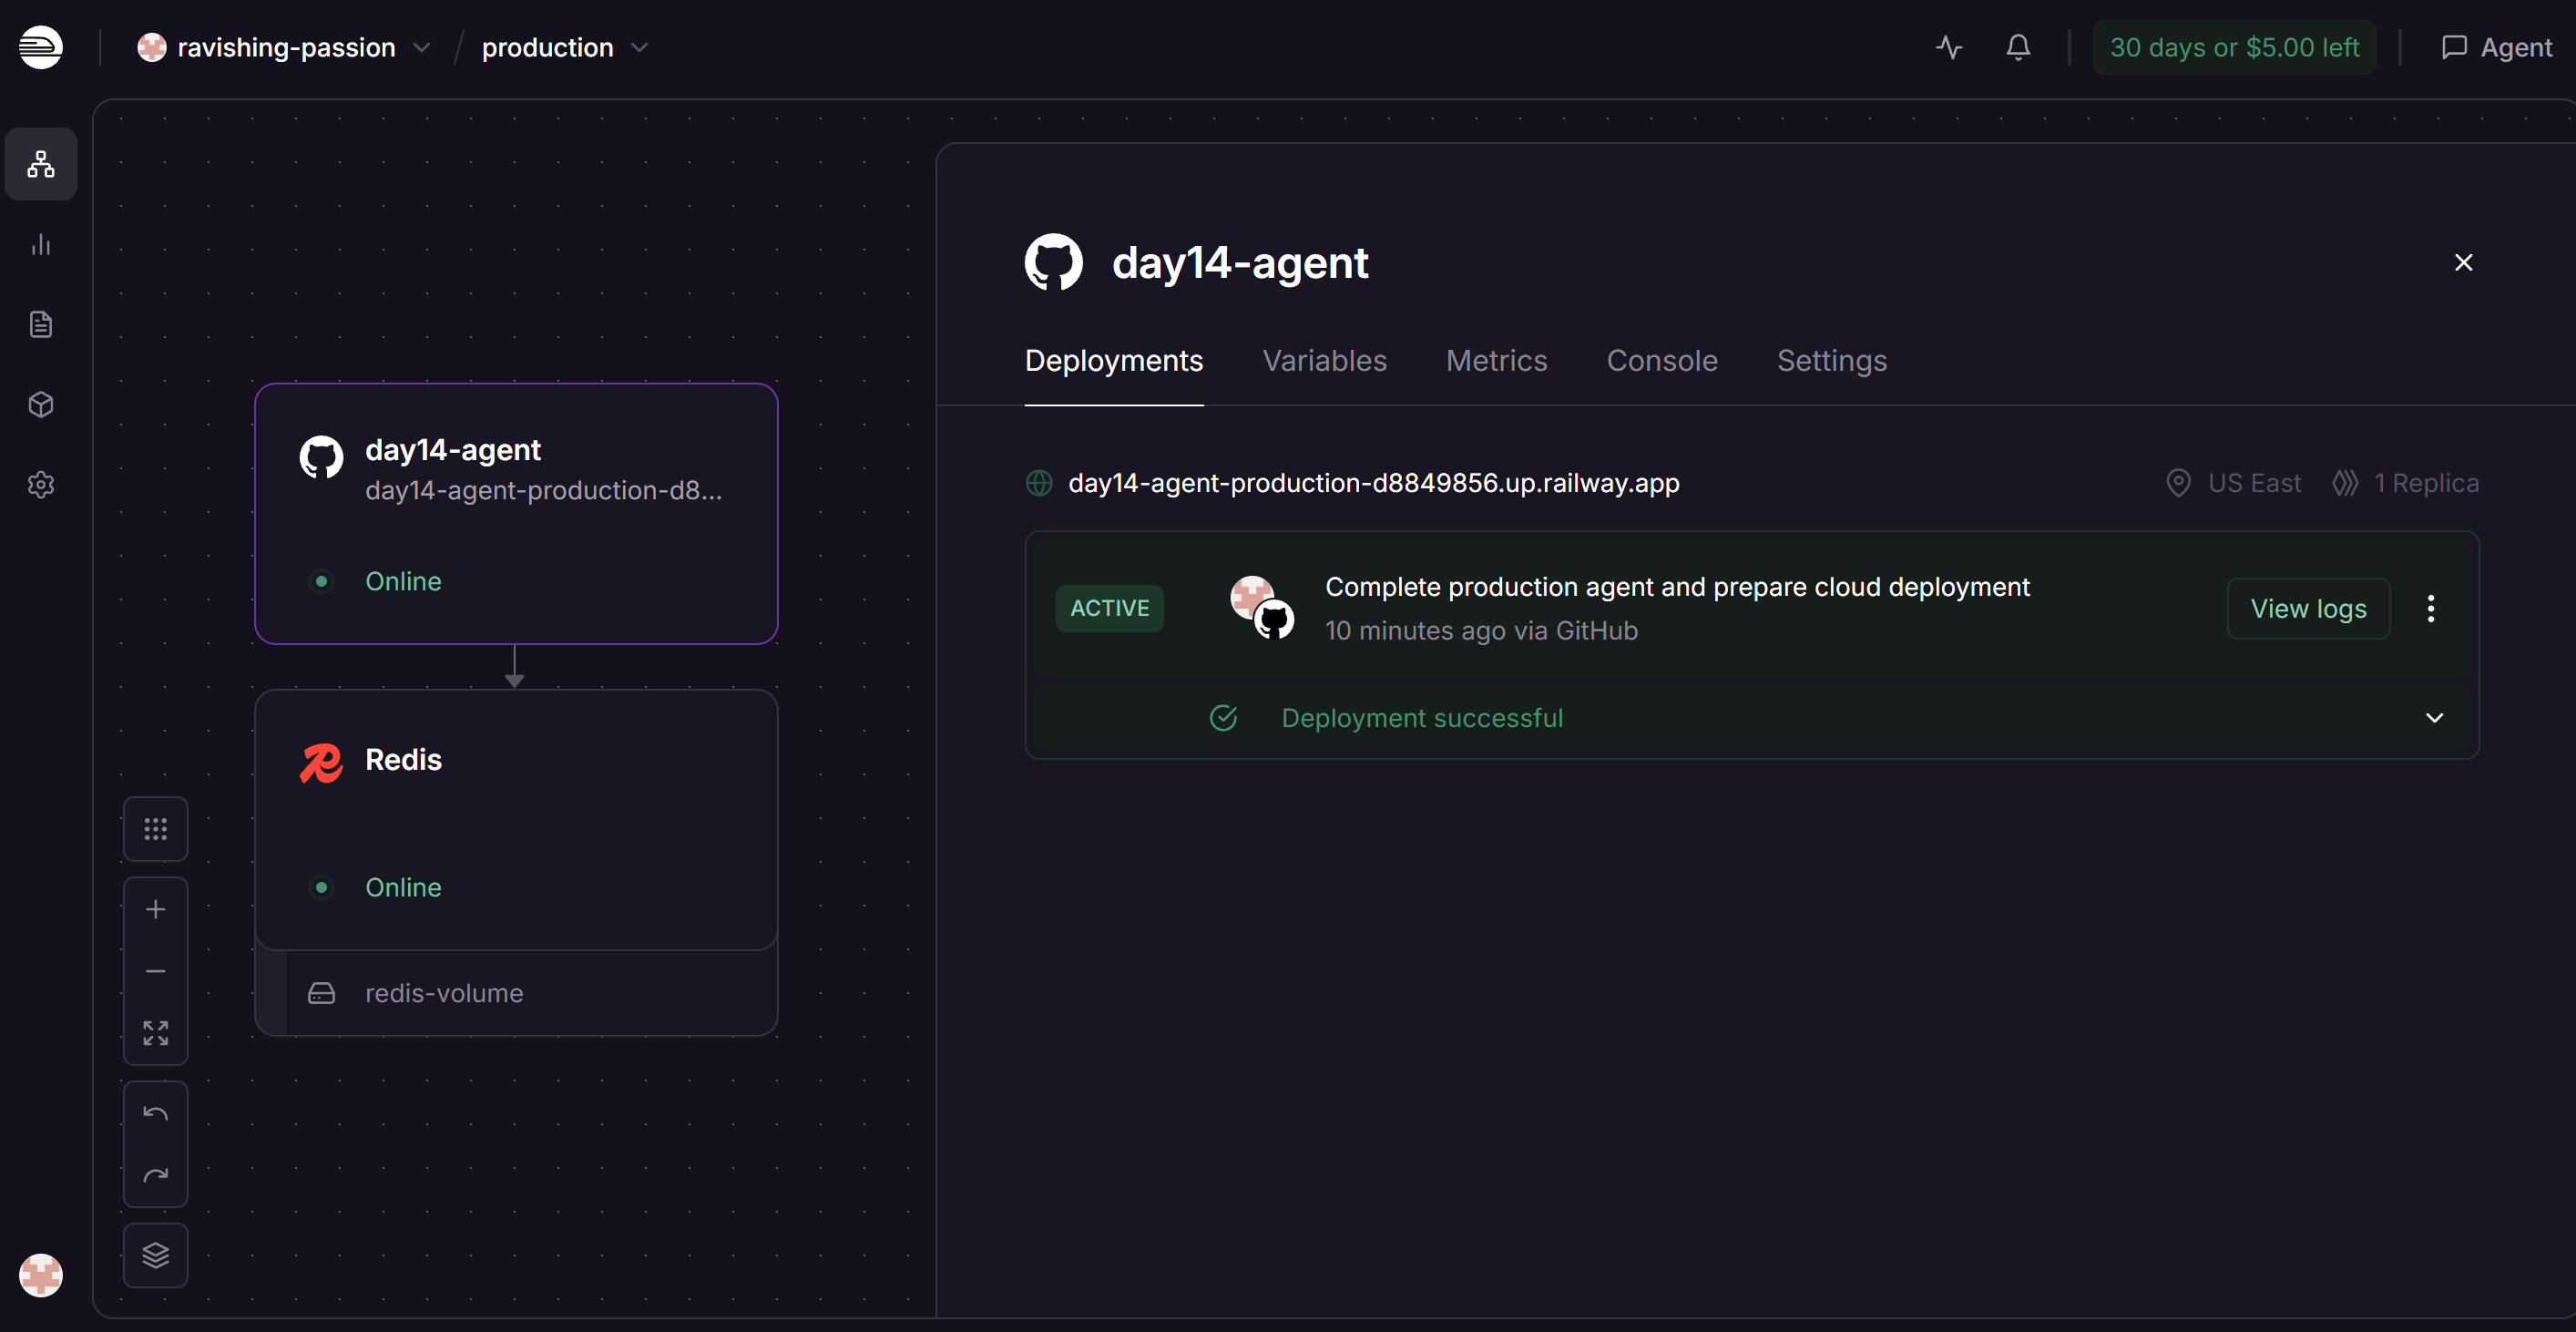 ravishing-passion / production
30 days or $5.00 left
Agent
day14-agent
day14-agent-production-d8...
Online
Redis
Online
redis-volume
day14-agent
Deployments Variables Metrics Console Settings
day14-agent-production-d8849856.up.railway.app
US East 1 Replica
ACTIVE
Complete production agent and prepare cloud deployment
10 minutes ago via GitHub
View logs
Deployment successful